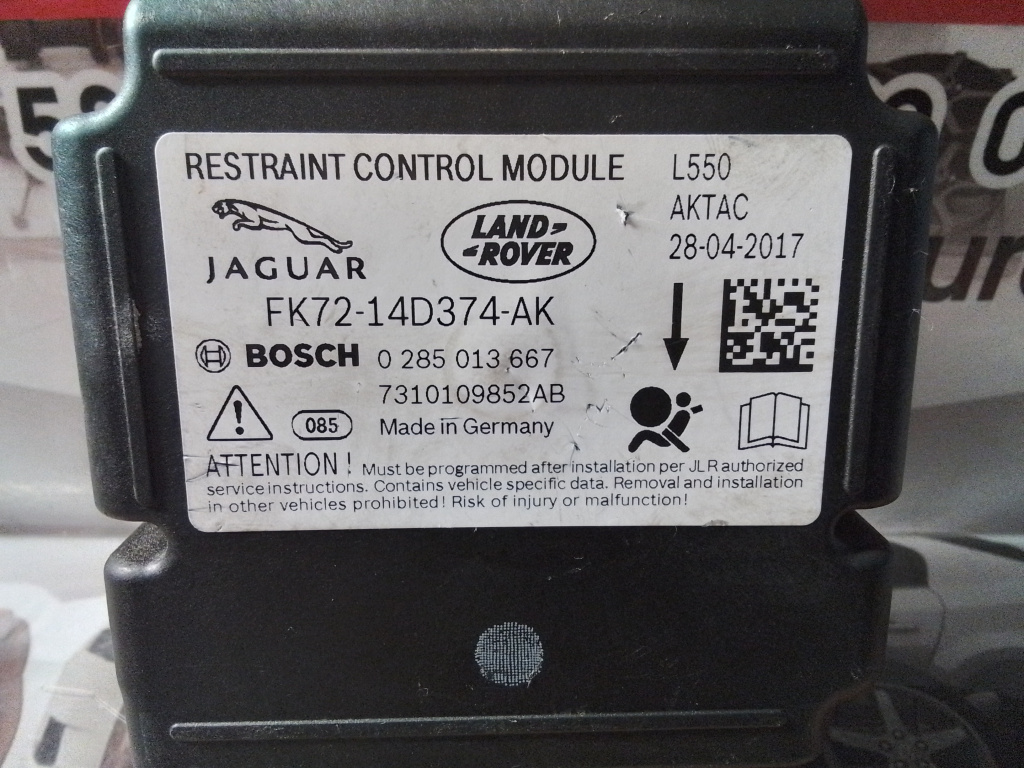 RESTRAINT CONTROL MODULE L550
AKTAC
28-04-2017
JAGUAR
LAND-
-ROVER
FK72-14D374-AK
BOSCH 0 285 013 667
7310109852AB
085 Made in Germany
ATTENTION! Must be programmed after installation per JLR authorized
service instructions. Contains vehicle specific data. Removal and installation
in other vehicles prohibited! Risk of injury or malfunction!